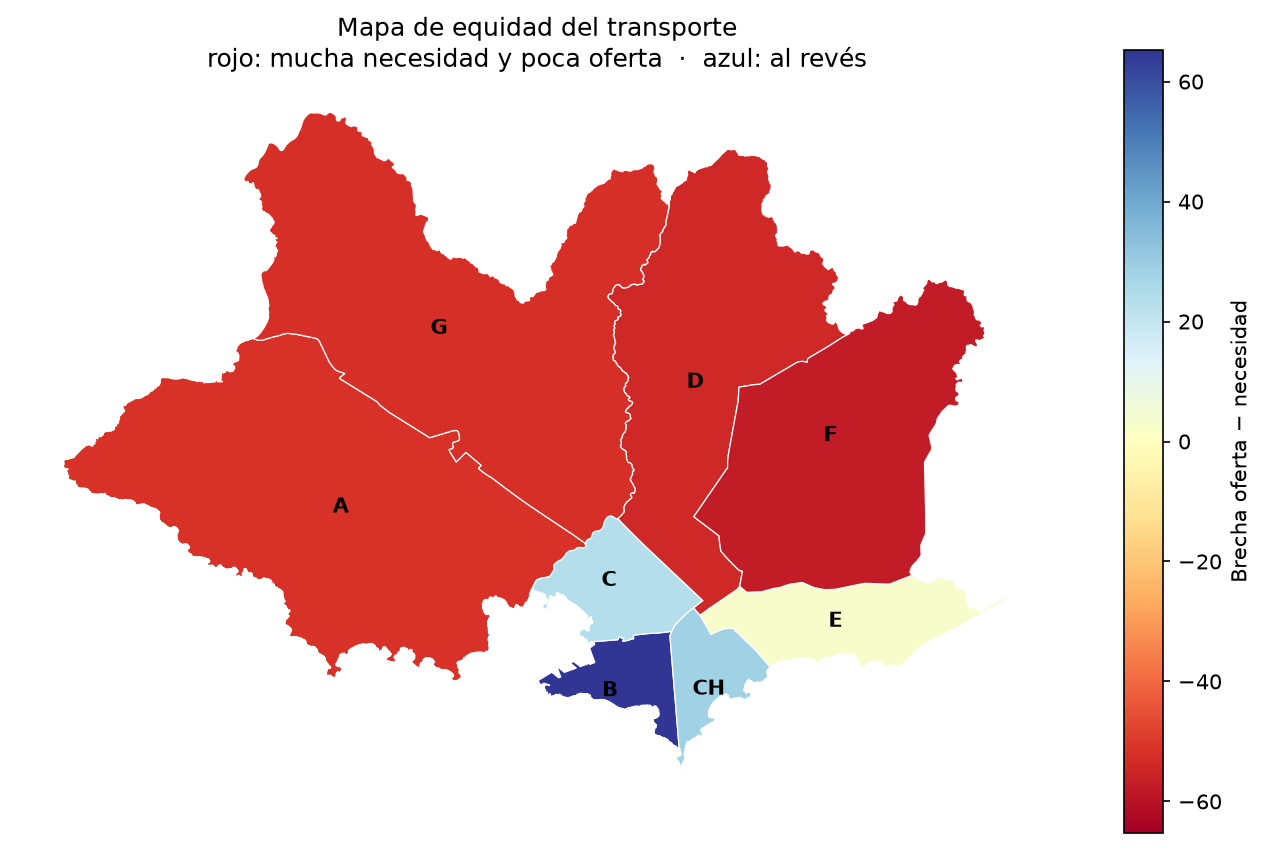 Mapa de equidad del transporte
rojo: mucha necesidad y poca oferta · azul: al revés
G
D
F
A
C
E
B
CH
60
40
20
0
−20
−40
−60
Brecha oferta − necesidad